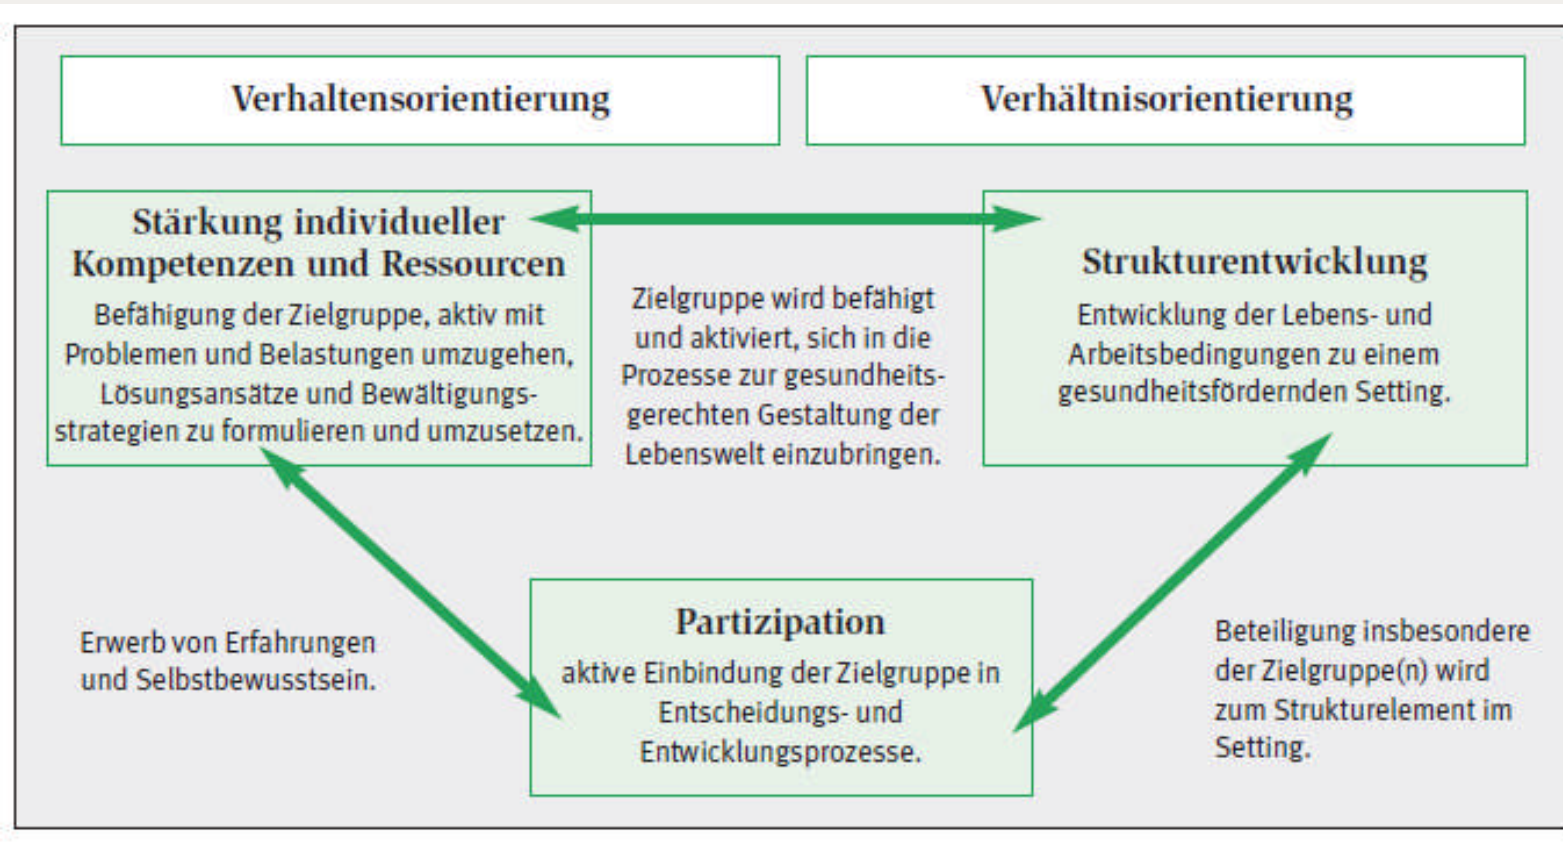 Verhaltensorientierung
Verhältnisorientierung
Stärkung individueller
Kompetenzen und Ressourcen
Befähigung der Zielgruppe, aktiv mit
Problemen und Belastungen umzugehen,
Lösungsansätze und Bewältigungs-
strategien zu formulieren und umzusetzen.
Zielgruppe wird befähigt
und aktiviert, sich in die
Prozesse zur gesundheits-
gerechten Gestaltung der
Lebenswelt einzubringen.
Strukturentwicklung
Entwicklung der Lebens- und
Arbeitsbedingungen zu einem
gesundheitsfördernden Setting.
Erwerb von Erfahrungen
und Selbstbewusstsein.
Partizipation
aktive Einbindung der Zielgruppe in
Entscheidungs- und
Entwicklungsprozesse.
Beteiligung insbesondere
der Zielgruppe(n) wird
zum Strukturelement im
Setting.